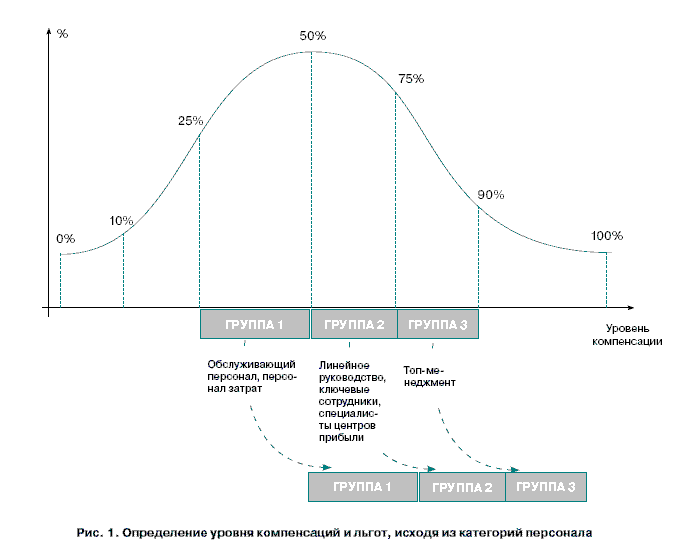 %
50%
75%
25%
90%
10%
0%
100%
ГРУППА 1 ГРУППА 2 ГРУППА 3
Уровень
компенсации
Обслуживающий
персонал, персо-
нал затрат
Линейное
руководство,
ключевые
сотрудники,
специалис-
ты центров
прибыли
Топ-ме-
неджмент
ГРУППА 1 ГРУППА 2 ГРУППА 3
Рис. 1. Определение уровня компенсаций и льгот, исходя из категорий персонала